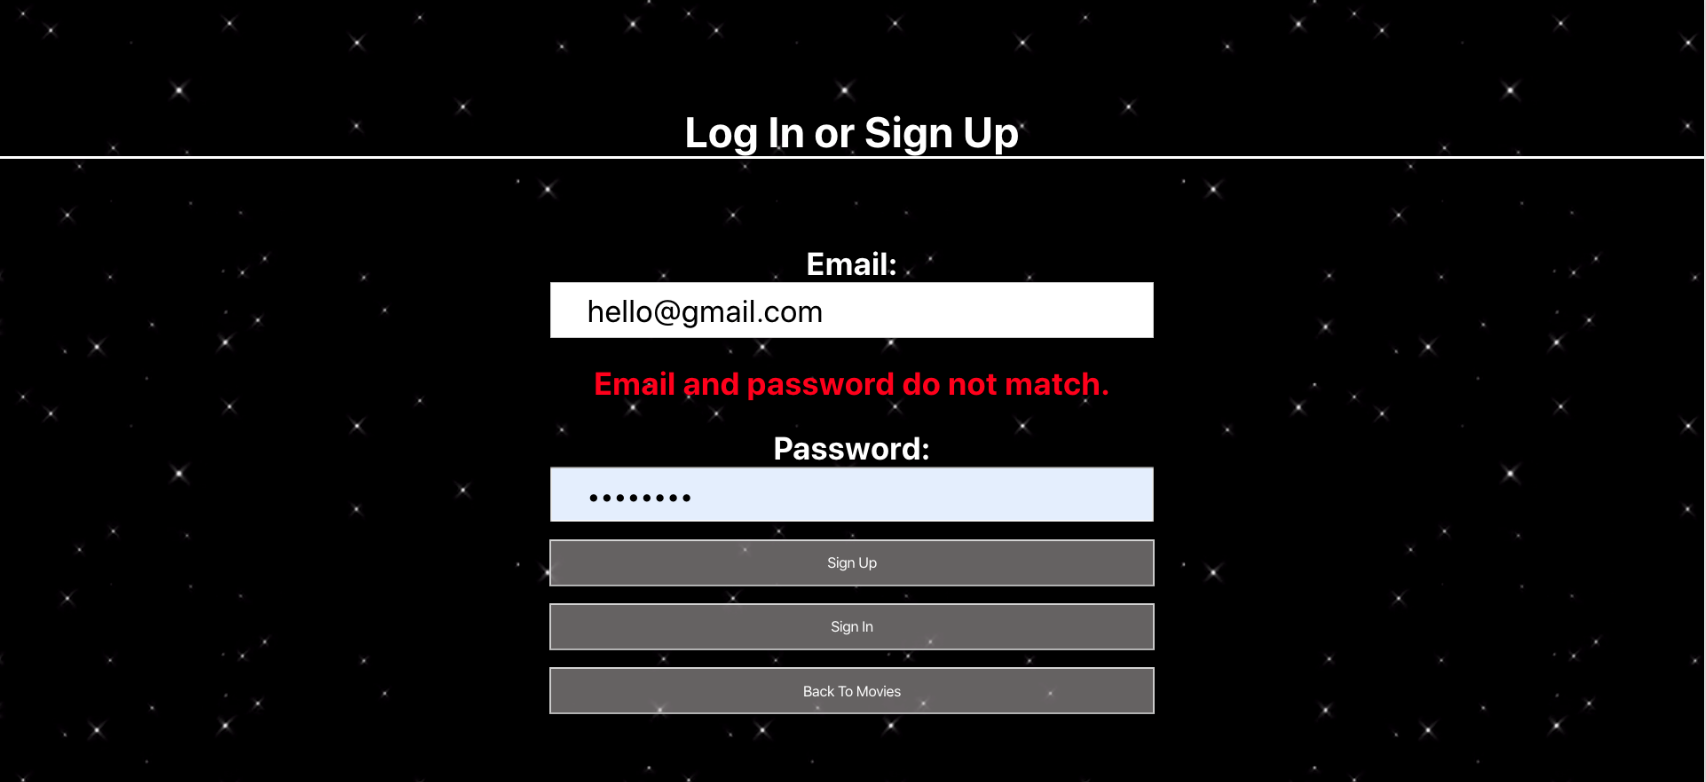 Log In or Sign Up
Email:
hello@gmail.com
Email and password do not match.
Password:
••••••••
Sign Up
Sign In
Back To Movies